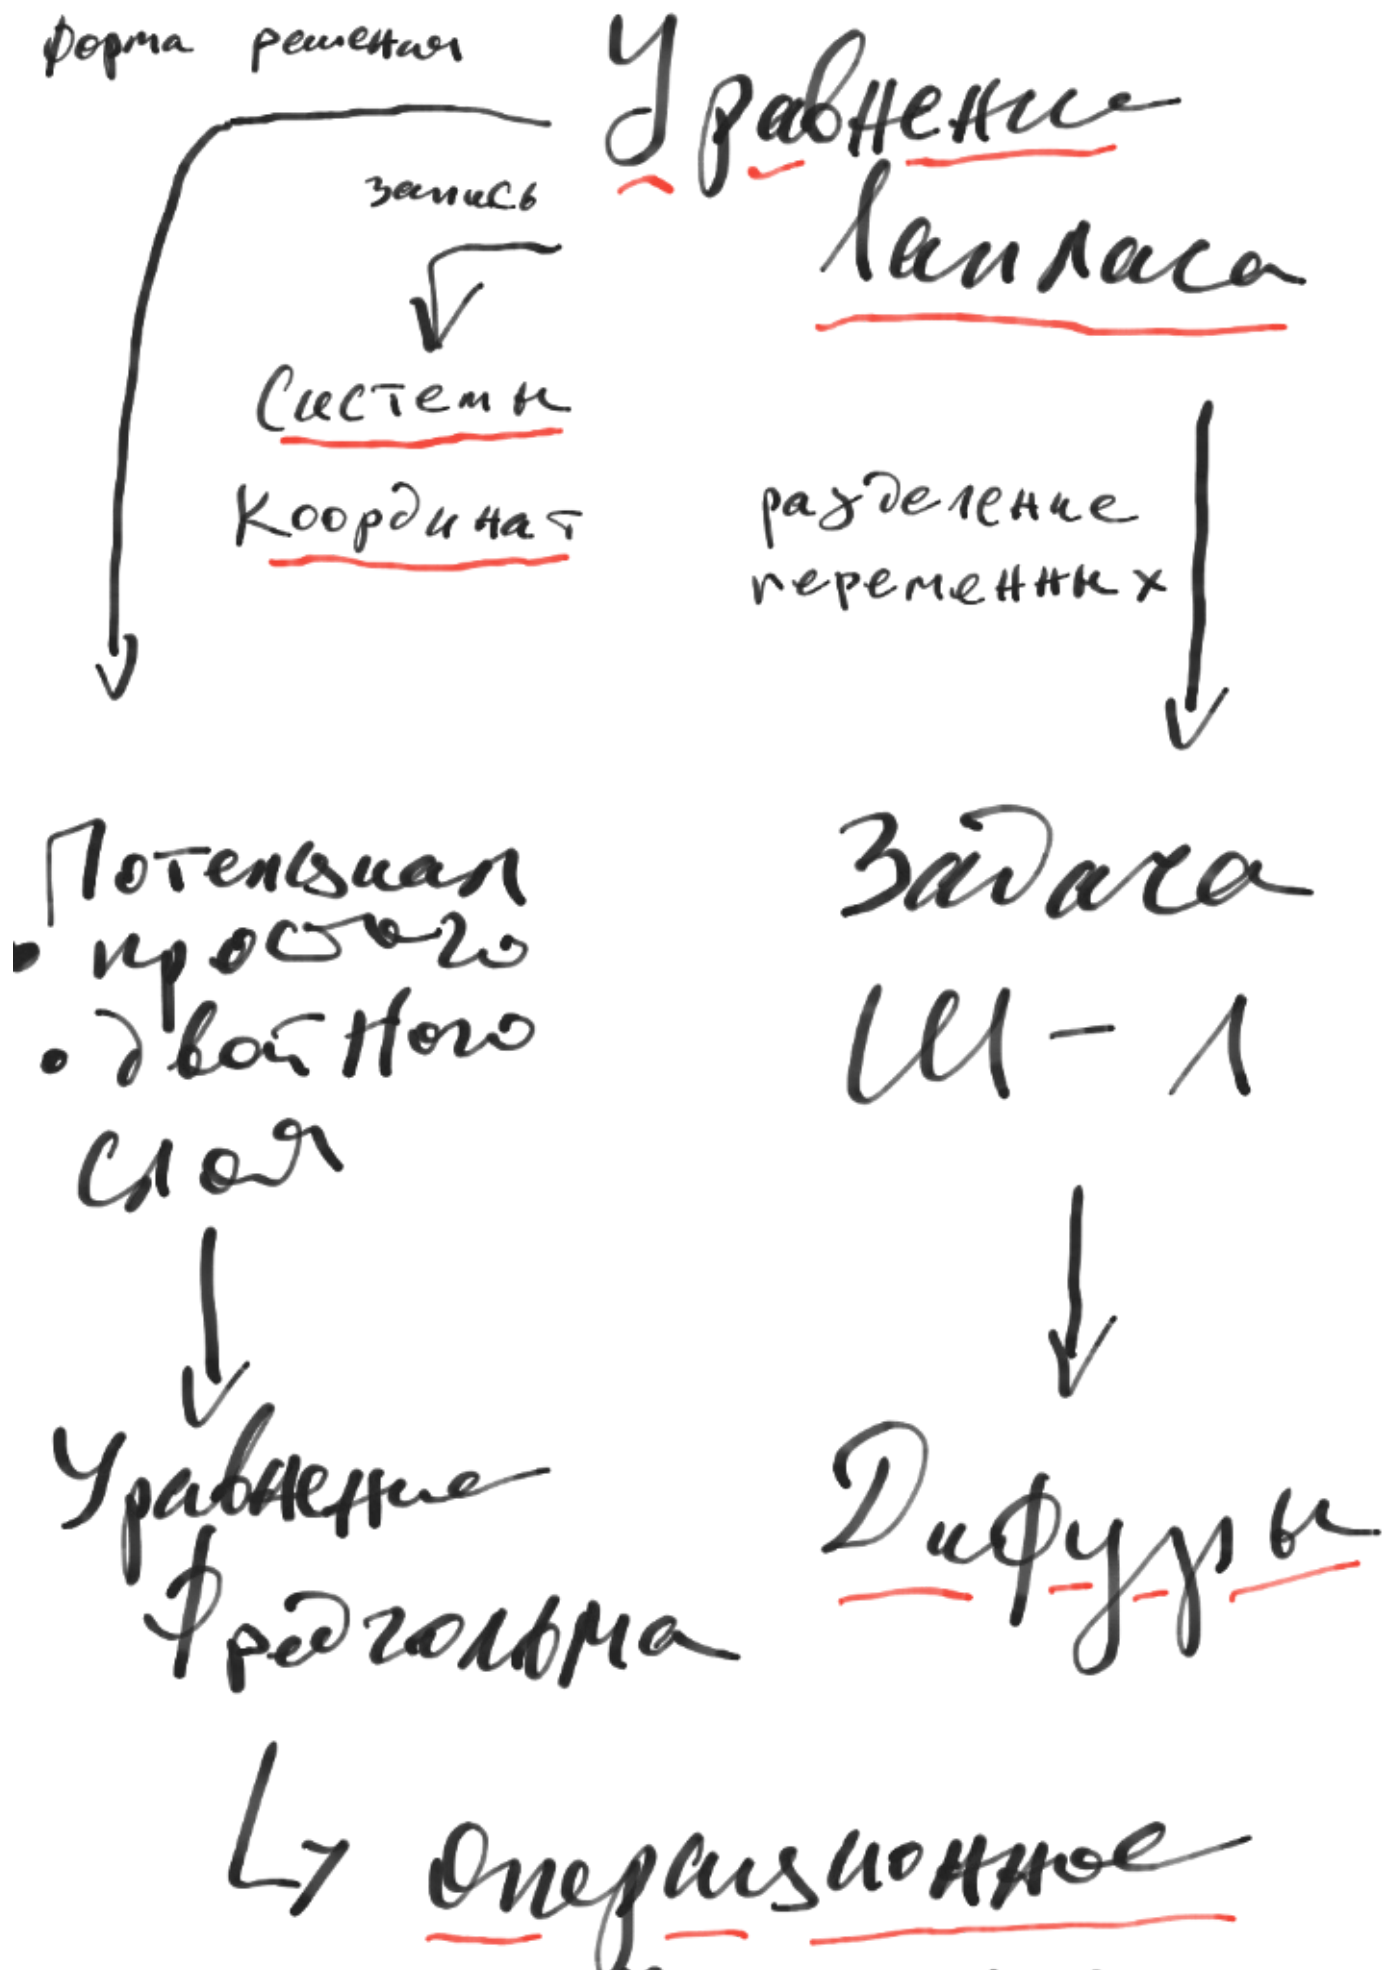 форма решения
Уравнение
Лапласа
запись
Системы
Координат
разделение
переменных
Потенциал
• простого
• двойного
слоя
Задача
Ш - Л
Уравнение
Фредгольма
Дифуры
Операционное